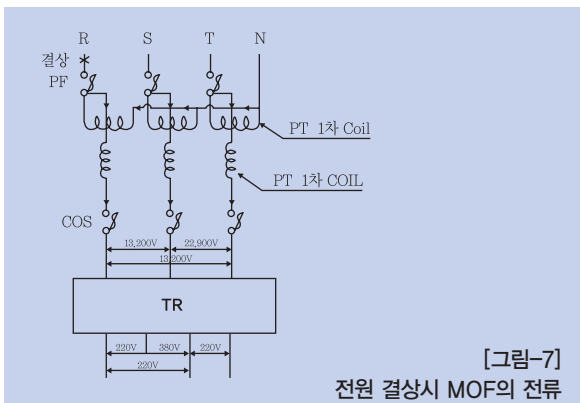 R S T N
결상
PF
PT 1차 Coil
PT 1차 COIL
COS
13,200V 22,900V
13,200V
TR
220V 380V 220V
220V
[그림-7]
전원 결상시 MOF의 전류